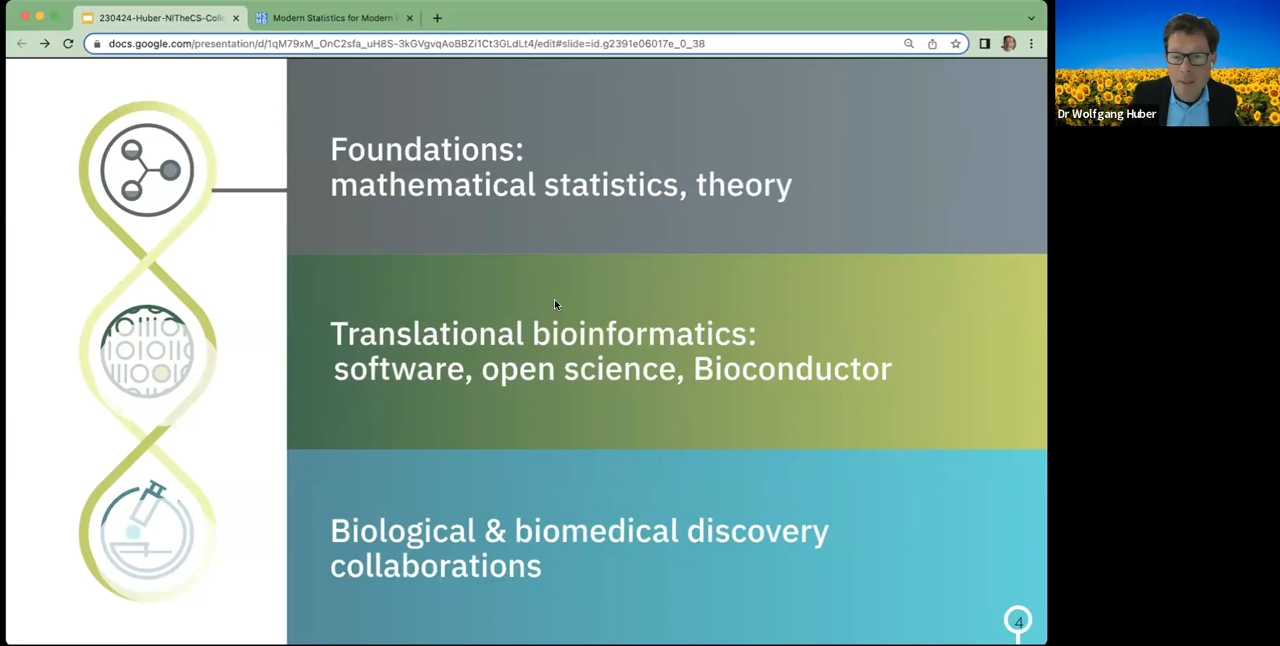 230424-Huber-NITheCS-Coll
Modern Statistics for Modern
docs.google.com/presentation/d/1qM79xM_OnC2sfa_uH8S-3kGVgvqAoBBZi1Ct3GLdLt4/edit#slide=id.g2391e06017e_0_38
Dr Wolfgang Huber
Foundations:
mathematical statistics, theory
Translational bioinformatics:
software, open science, Bioconductor
Biological & biomedical discovery
collaborations
4